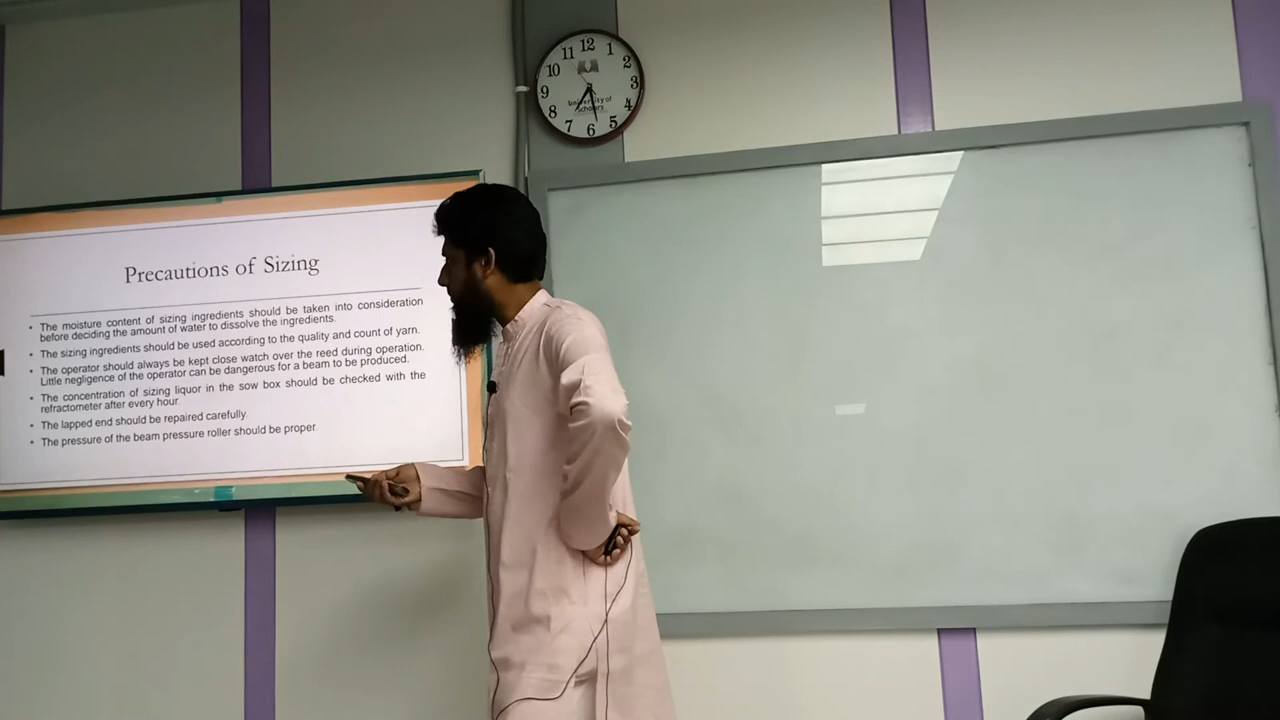 12
11
1
10
2
9
3
8
4
7
5
6
University of
Scholars
Precautions of Sizing
• The moisture content of sizing ingredients should be taken into consideration
before deciding the amount of water to dissolve the ingredients.
• The sizing ingredients should be used according to the quality and count of yarn.
• The operator should always be kept close watch over the reed during operation.
Little negligence of the operator can be dangerous for a beam to be produced.
• The concentration of sizing liquor in the sow box should be checked with the
refractometer after every hour.
• The lapped end should be repaired carefully.
• The pressure of the beam pressure roller should be proper.